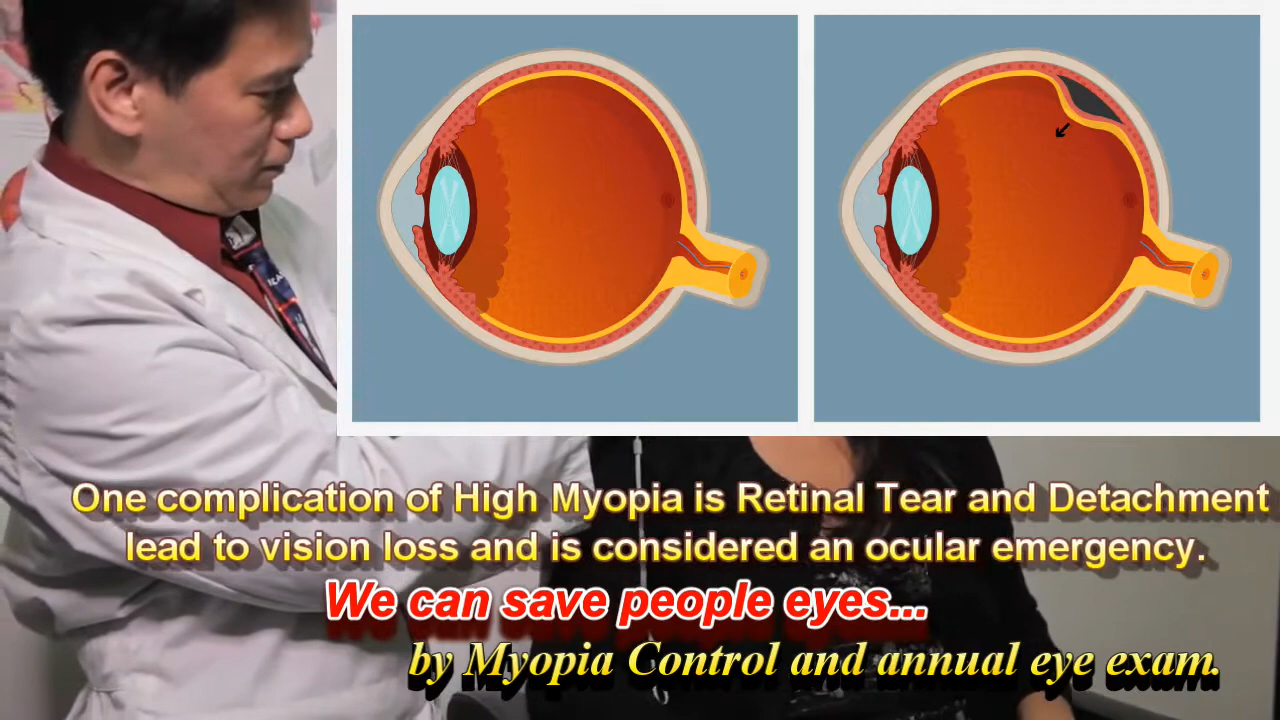 One complication of High Myopia is Retinal Tear and Detachment
lead to vision loss and is considered an ocular emergency.
We can save people eyes...
by Myopia Control and annual eye exam.